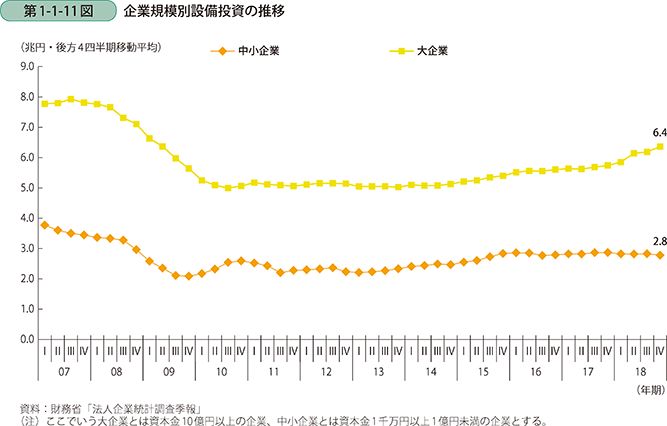 第1-1-11図 企業規模別設備投資の推移
(兆円・後方4四半期移動平均)
中小企業 大企業
9.0
8.0
7.0
6.0
5.0
4.0
3.0
2.0
1.0
0.0
6.4
2.8
I II III IV I II III IV I II III IV I II III IV I II III IV I II III IV I II III IV I II III IV I II III IV I II III IV I II III IV I II III IV
07 08 09 10 11 12 13 14 15 16 17 18
(年期)
資料:財務省「法人企業統計調査季報」
(注)ここでいう大企業とは資本金10億円以上の企業、中小企業とは資本金1千万円以上1億円未満の企業とする。